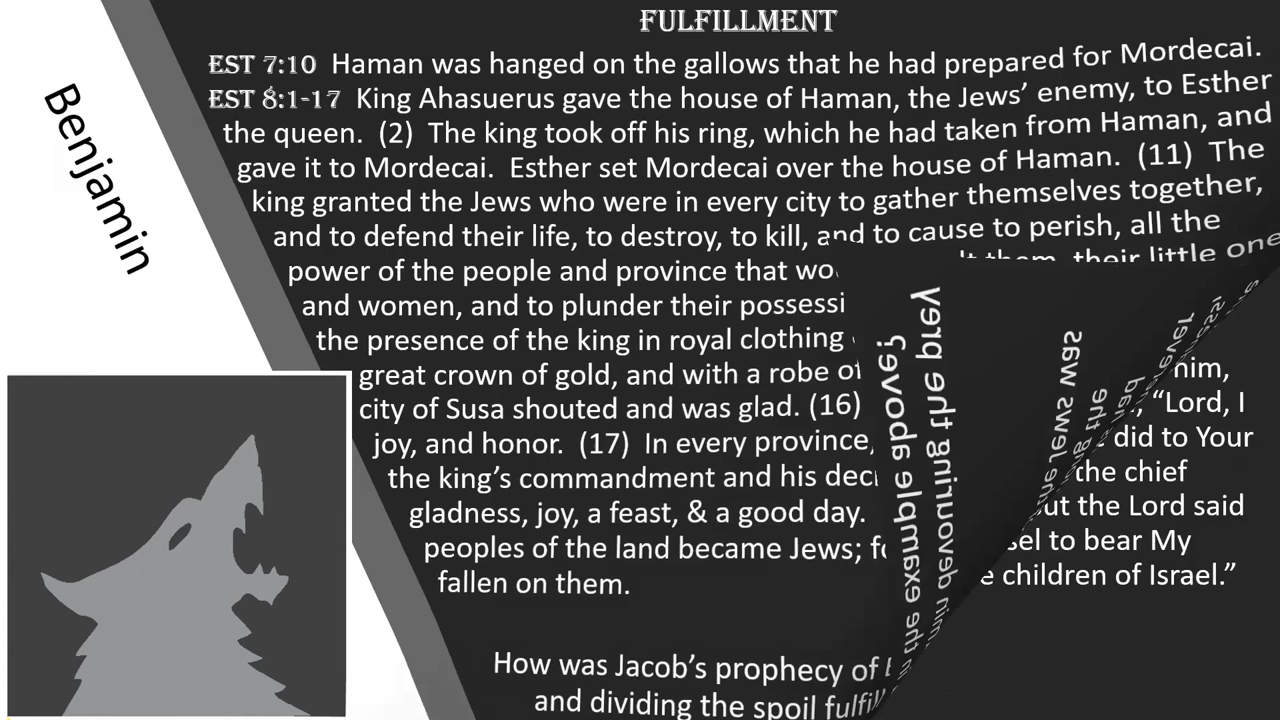 FULFILLMENT
Benjamin
EST 7:10 Haman was hanged on the gallows that he had prepared for Mordecai.
EST 8:1-17 King Ahasuerus gave the house of Haman, the Jews’ enemy, to Esther
the queen. (2) The king took off his ring, which he had taken from Haman, and
gave it to Mordecai. Esther set Mordecai over the house of Haman. (11) The
king granted the Jews who were in every city to gather themselves together,
and to defend their life, to destroy, to kill, and to cause to perish, all the
power of the people and province that them, their little
and women, and to plunder their
the presence of the king in royal clothing
great crown of gold, and with a robe
city of Susa shouted and was glad. (16)
joy, and honor. (17) In every province,
the king’s commandment and his
gladness, joy, a feast, & a good day.
peoples of the land became Jews;
fallen on them.
How was Jacob’s prophecy of
and dividing the spoil
the example above?
prey the devouring
Jews was
the
him,
“Lord, I
did to Your
the chief
the Lord said
to bear My
children of Israel.”